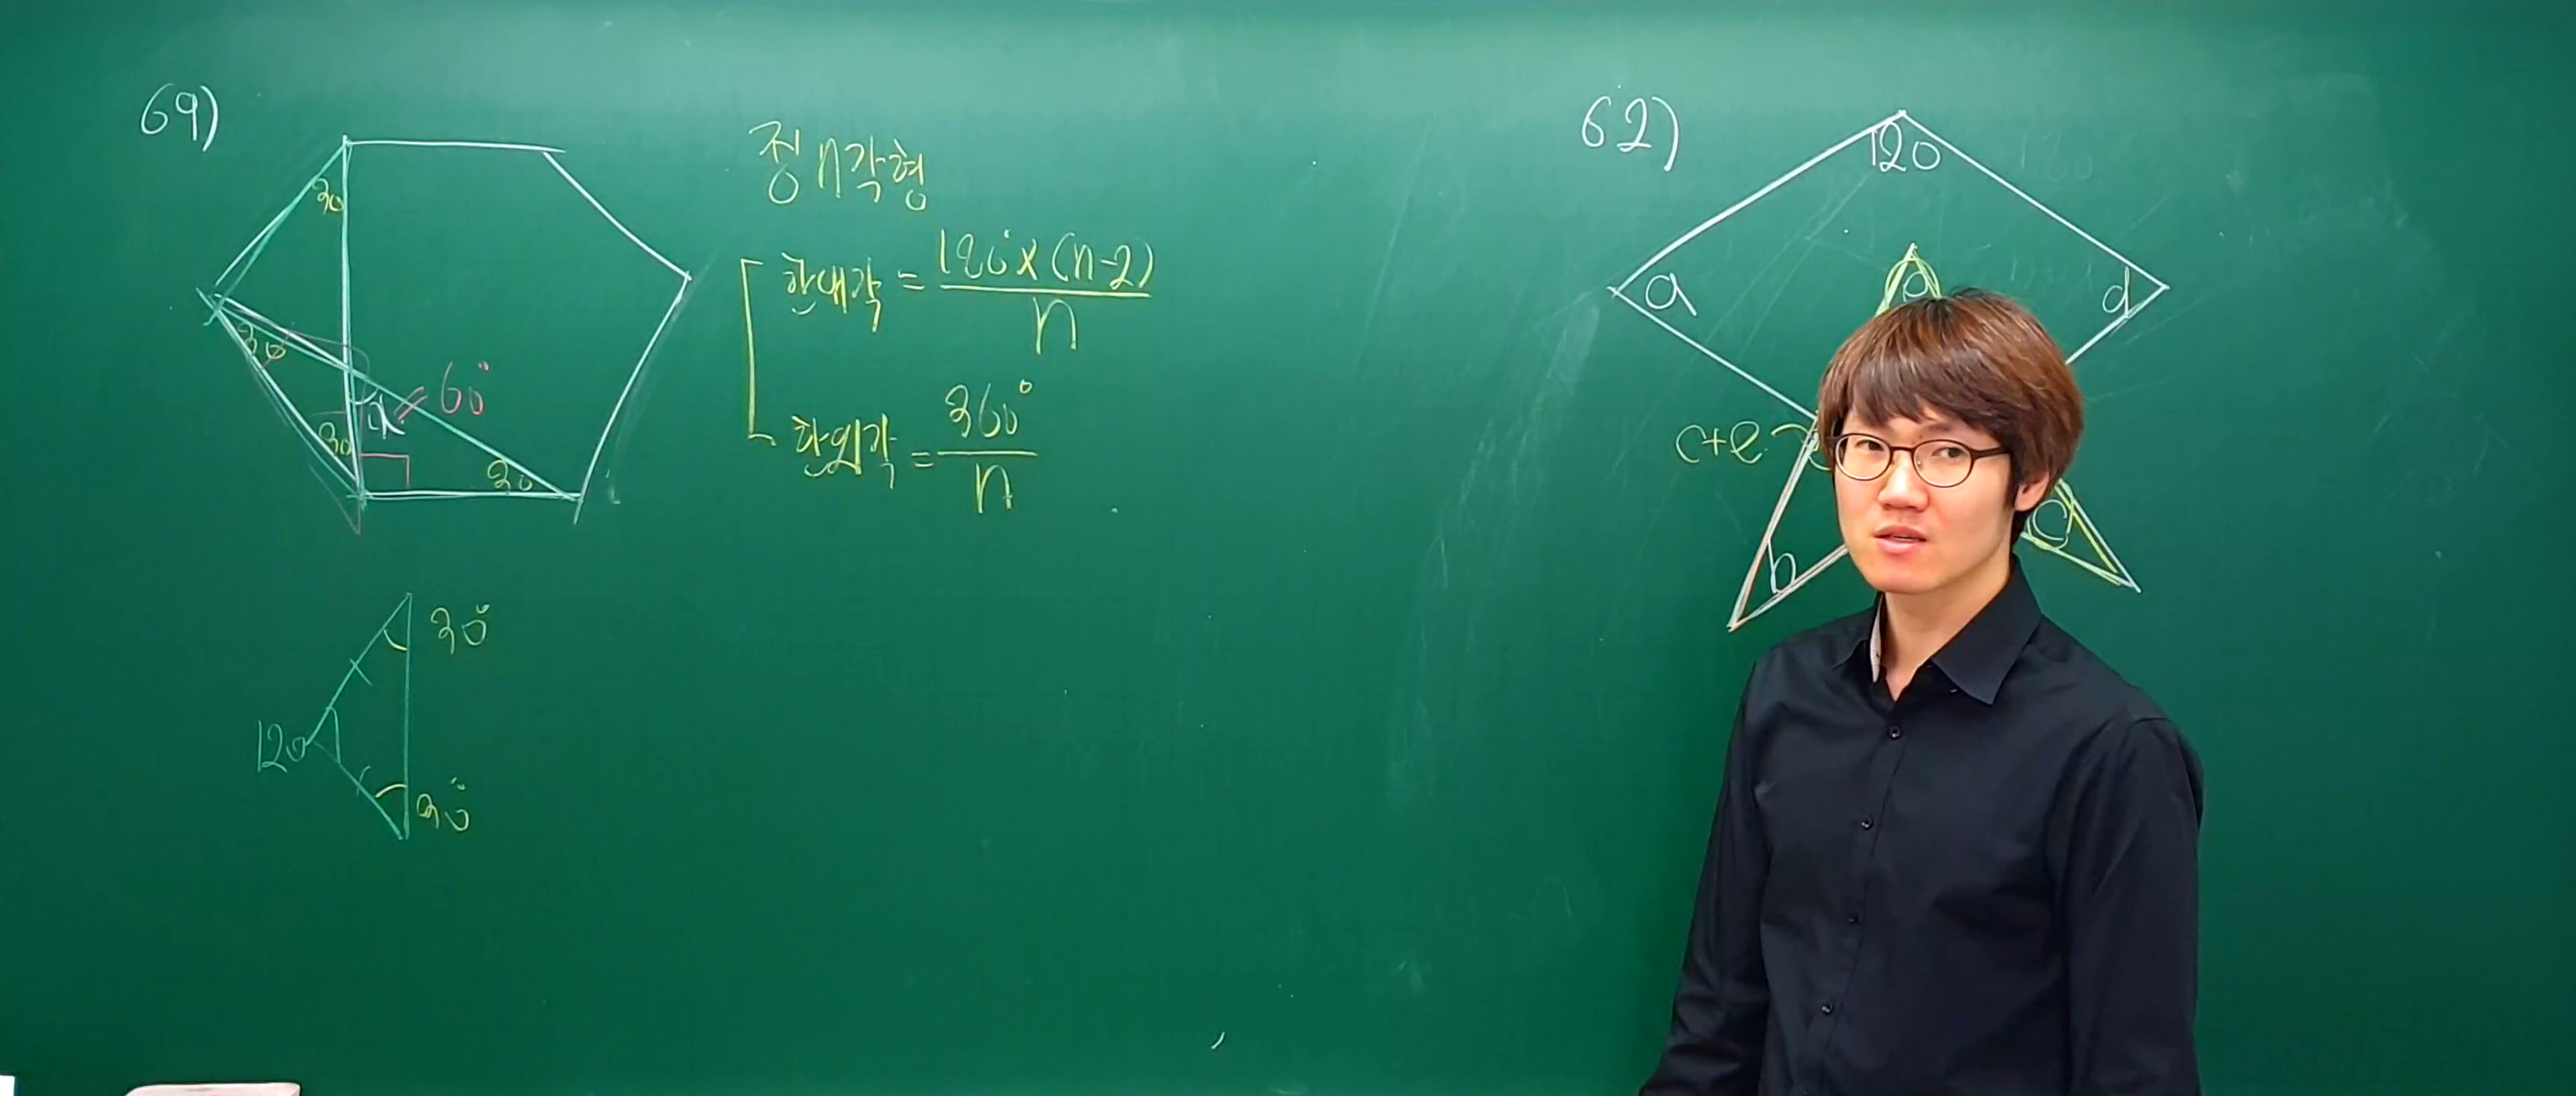 69)
30
30
x = 60°
30
30
30°
120
30°
정 n각형
한 내각 = 180° × (n-2) / n
한 외각 = 360° / n
62)
120
a
d
c+e
b